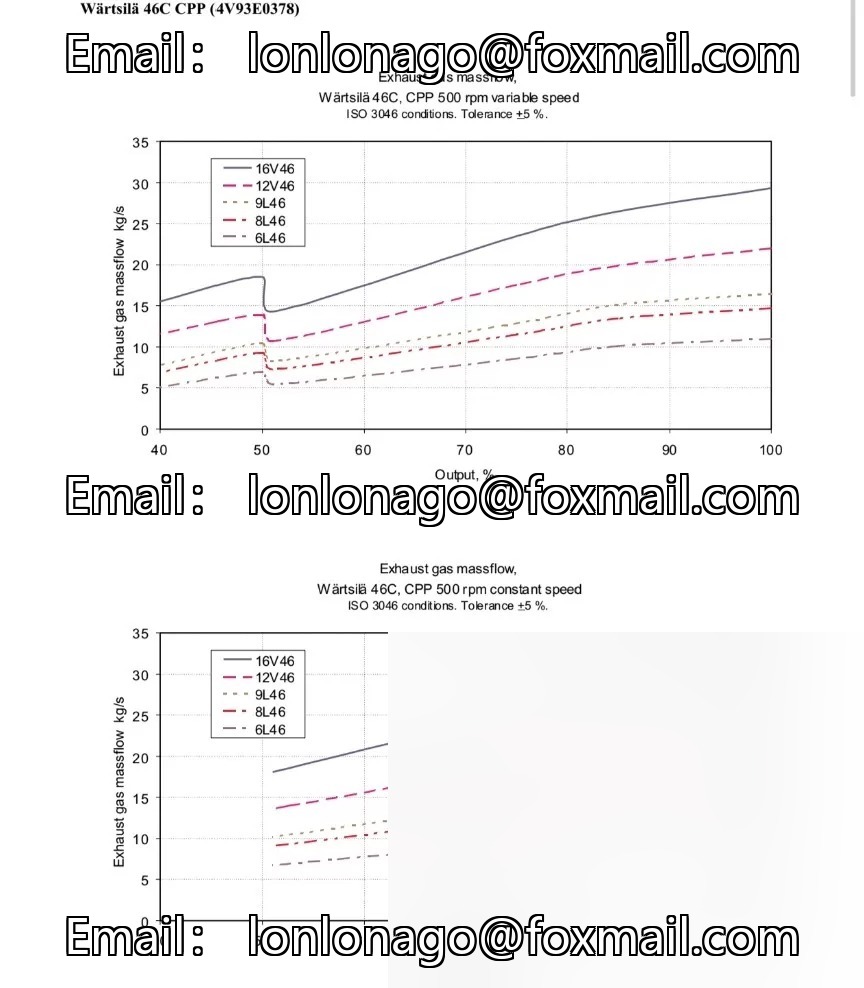 Wärtsilä 46C CPP (4V93E0378)
Email： lonlonago@foxmail.com
Exhaust gas massflow,
Wärtsilä 46C, CPP 500 rpm variable speed
ISO 3046 conditions. Tolerance ±5 %.
Exhaust gas massflow kg/s
35
30
25
20
15
10
5
0
16V46
12V46
9L46
8L46
6L46
40 50 60 70 80 90 100
Output, %
Email： lonlonago@foxmail.com
Exhaust gas massflow,
Wärtsilä 46C, CPP 500 rpm constant speed
ISO 3046 conditions. Tolerance ±5 %.
Exhaust gas massflow kg/s
35
30
25
20
15
10
5
0
16V46
12V46
9L46
8L46
6L46
Email： lonlonago@foxmail.com